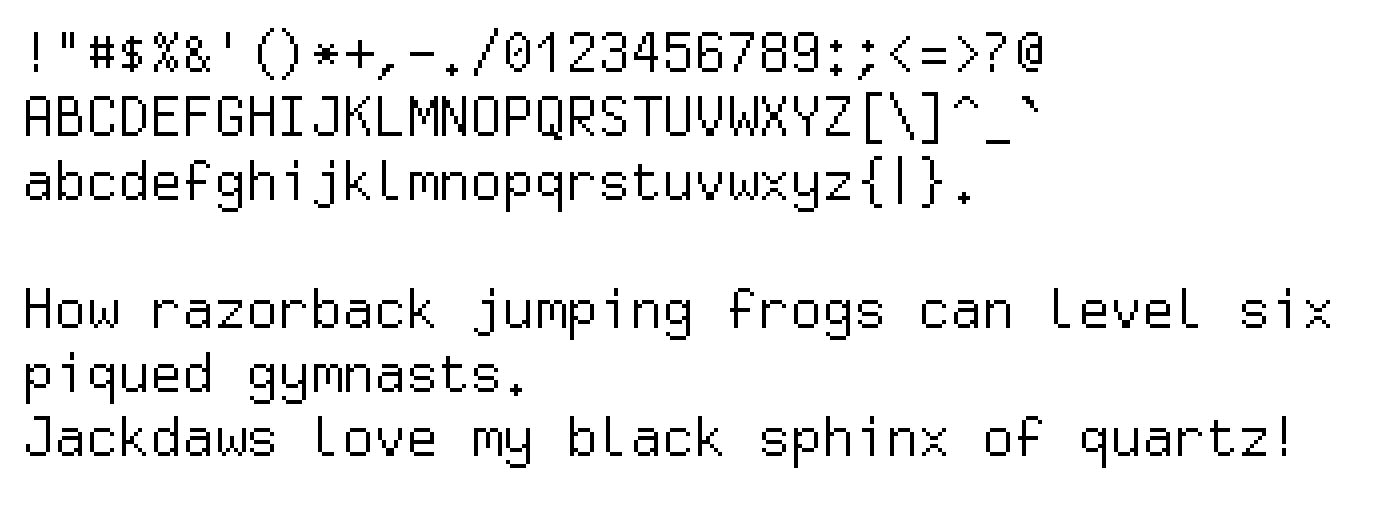 !"#$%&'()*+,-./0123456789:;<=>?@
ABCDEFGHIJKLMNOPQRSTUVWXYZ[\]^_`
abcdefghijklmnopqrstuvwxyz{|}.
How razorback jumping frogs can level six
piqued gymnasts.
Jackdaws love my black sphinx of quartz!